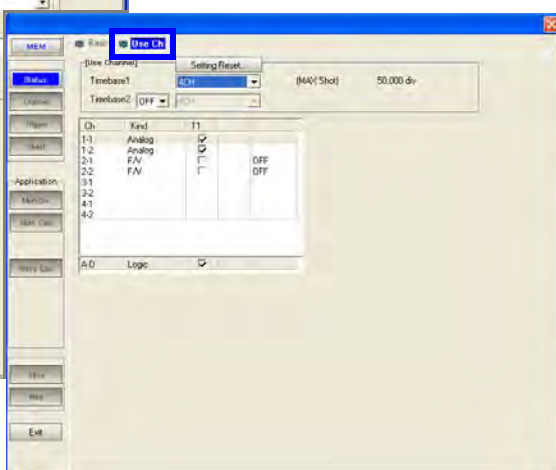 MEM
Basic
Use Ch
Status
Channel
Trigger
[Use Channel]
Setting Reset...
Timebase1
4CH
(MAX Shot)
50.000 div
Timebase2
OFF
Ch Kind T1
1-1 Analog
1-2 Analog
2-1 F/V OFF
2-2 F/V OFF
3-1
3-2
4-1
4-2
A-D Logic
Application
Exit